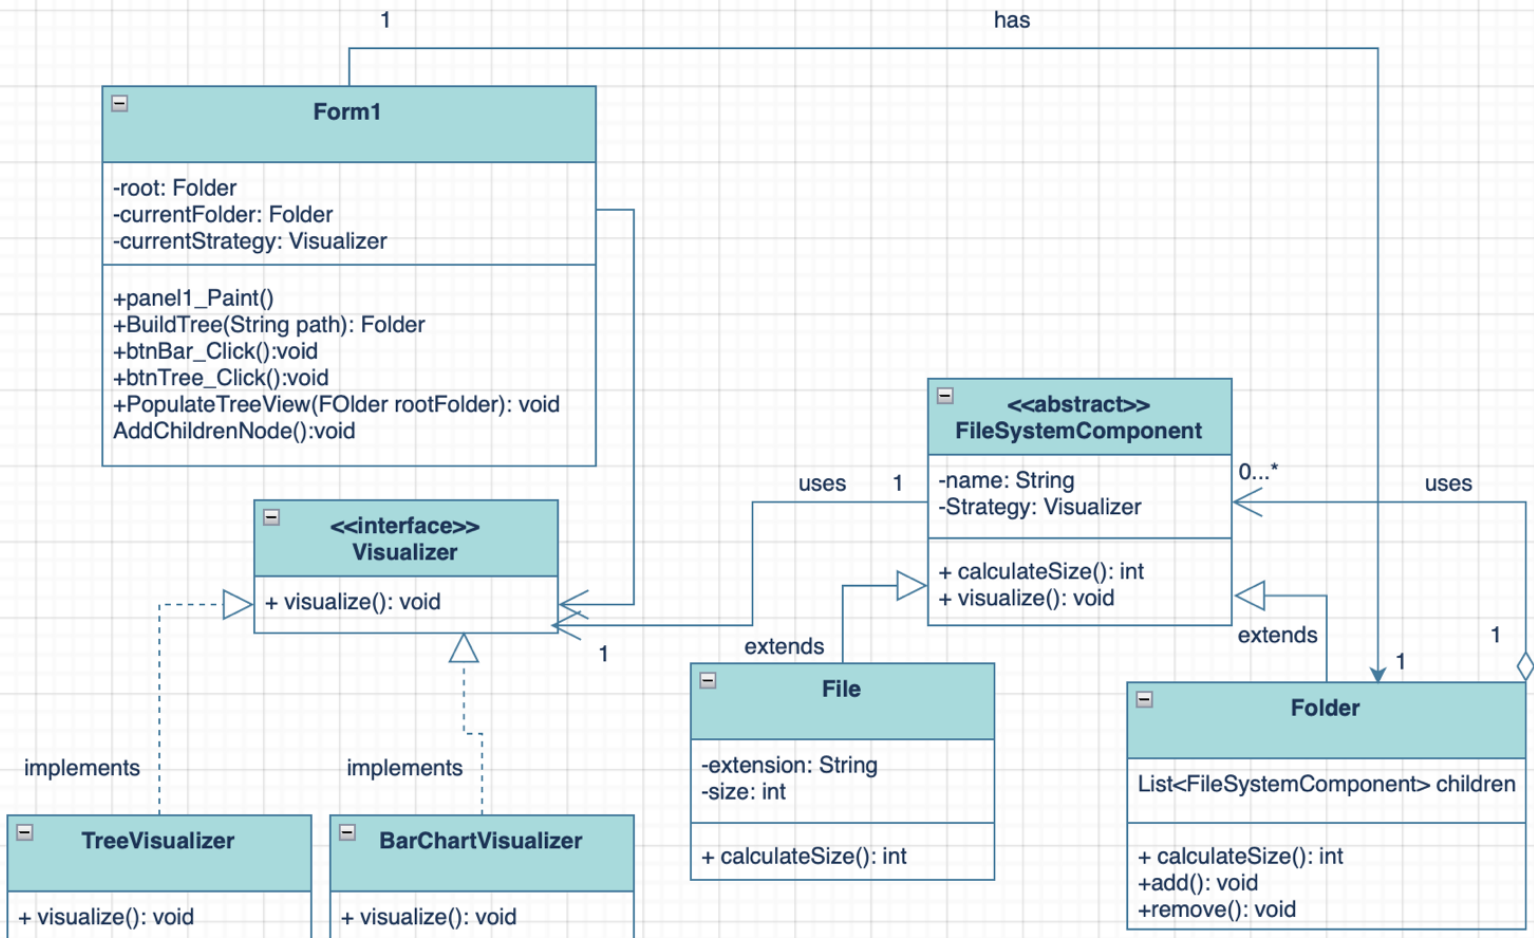 1
has
Form1
-root: Folder
-currentFolder: Folder
-currentStrategy: Visualizer
+panel1_Paint()
+BuildTree(String path): Folder
+btnBar_Click():void
+btnTree_Click():void
+PopulateTreeView(FOlder rootFolder): void
AddChildrenNode():void
<<abstract>>
FileSystemComponent
-name: String
-Strategy: Visualizer
+ calculateSize(): int
+ visualize(): void
0...*
uses
uses
1
<<interface>>
Visualizer
+ visualize(): void
1
extends
extends
1
1
File
-extension: String
-size: int
+ calculateSize(): int
Folder
List<FileSystemComponent> children
+ calculateSize(): int
+add(): void
+remove(): void
implements
implements
TreeVisualizer
+ visualize(): void
BarChartVisualizer
+ visualize(): void